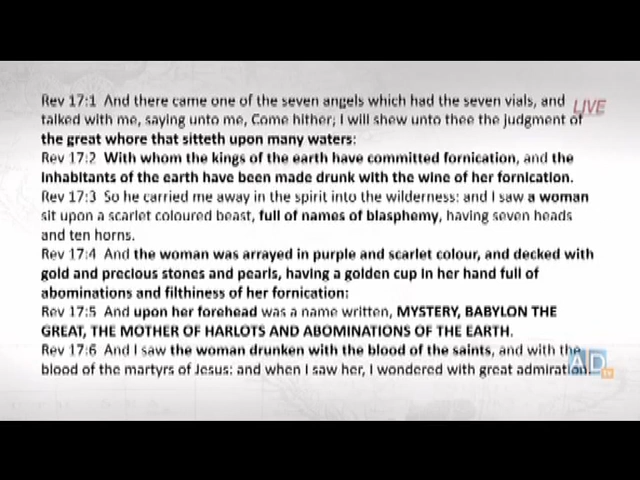 Rev 17:1 And there came one of the seven angels which had the seven vials, and
LIVE
talked with me, saying unto me, Come hither; I will shew unto thee the judgment of
the great whore that sitteth upon many waters:
Rev 17:2 With whom the kings of the earth have committed fornication, and the
inhabitants of the earth have been made drunk with the wine of her fornication.
Rev 17:3 So he carried me away in the spirit into the wilderness: and I saw a woman
sit upon a scarlet coloured beast, full of names of blasphemy, having seven heads
and ten horns.
Rev 17:4 And the woman was arrayed in purple and scarlet colour, and decked with
gold and precious stones and pearls, having a golden cup in her hand full of
abominations and filthiness of her fornication:
Rev 17:5 And upon her forehead was a name written, MYSTERY, BABYLON THE
GREAT, THE MOTHER OF HARLOTS AND ABOMINATIONS OF THE EARTH.
Rev 17:6 And I saw the woman drunken with the blood of the saints, and with the
blood of the martyrs of Jesus: and when I saw her, I wondered with great admiration.
AD tv